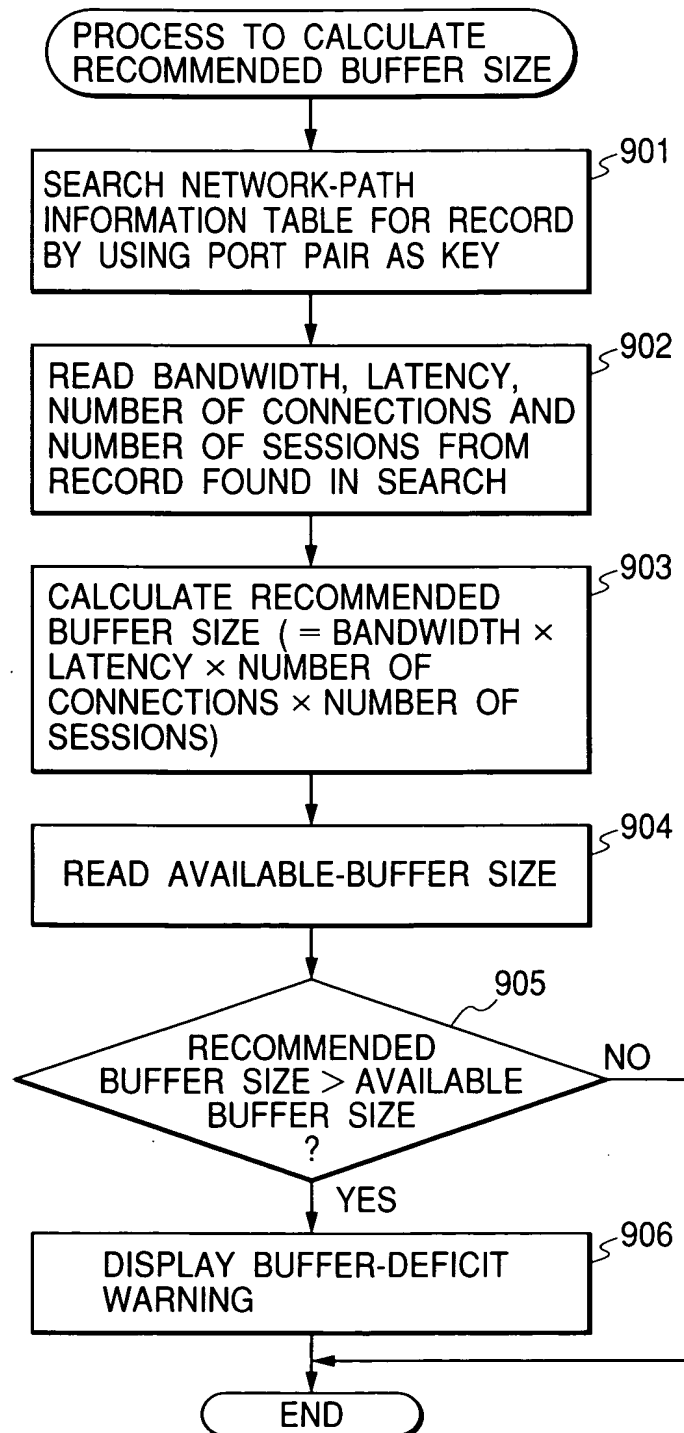 PROCESS TO CALCULATE
RECOMMENDED BUFFER SIZE
901
SEARCH NETWORK-PATH
INFORMATION TABLE FOR RECORD
BY USING PORT PAIR AS KEY
902
READ BANDWIDTH, LATENCY,
NUMBER OF CONNECTIONS AND
NUMBER OF SESSIONS FROM
RECORD FOUND IN SEARCH
903
CALCULATE RECOMMENDED
BUFFER SIZE ( = BANDWIDTH ×
LATENCY × NUMBER OF
CONNECTIONS × NUMBER OF
SESSIONS)
904
READ AVAILABLE-BUFFER SIZE
905
RECOMMENDED
BUFFER SIZE > AVAILABLE
BUFFER SIZE
?
NO
YES
906
DISPLAY BUFFER-DEFICIT
WARNING
END